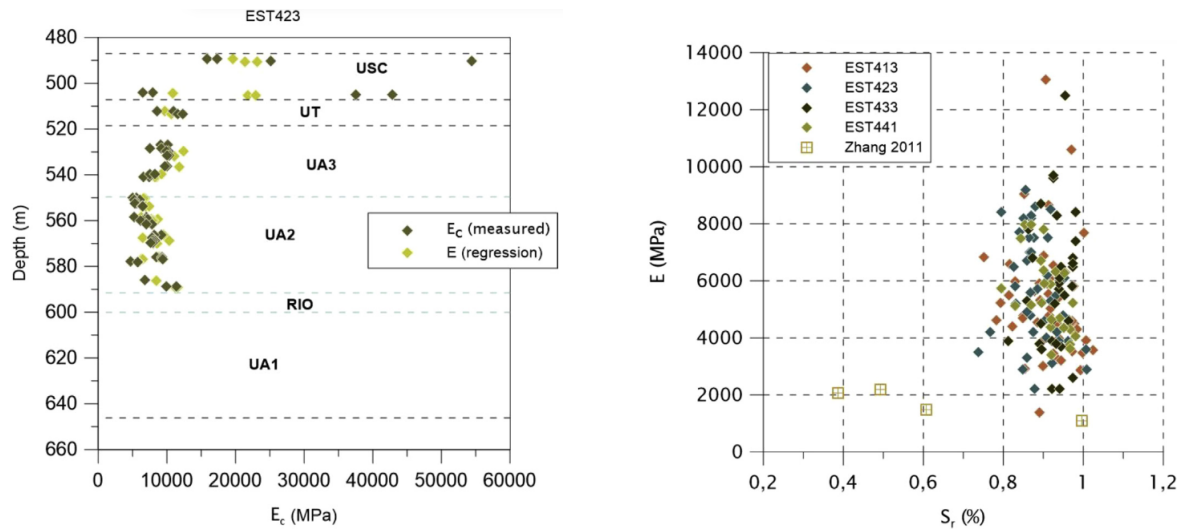 EST423
480
500
520
540
560
580
600
620
640
660
Depth (m)
USC
UT
UA3
UA2
RIO
UA1
E_C (measured)
E (regression)
0
10000
20000
30000
40000
50000
60000
E_c (MPa)
14000
12000
10000
8000
6000
4000
2000
0
E (MPa)
EST413
EST423
EST433
EST441
Zhang 2011
0,2
0,4
0,6
0,8
1
1,2
S_r (%)